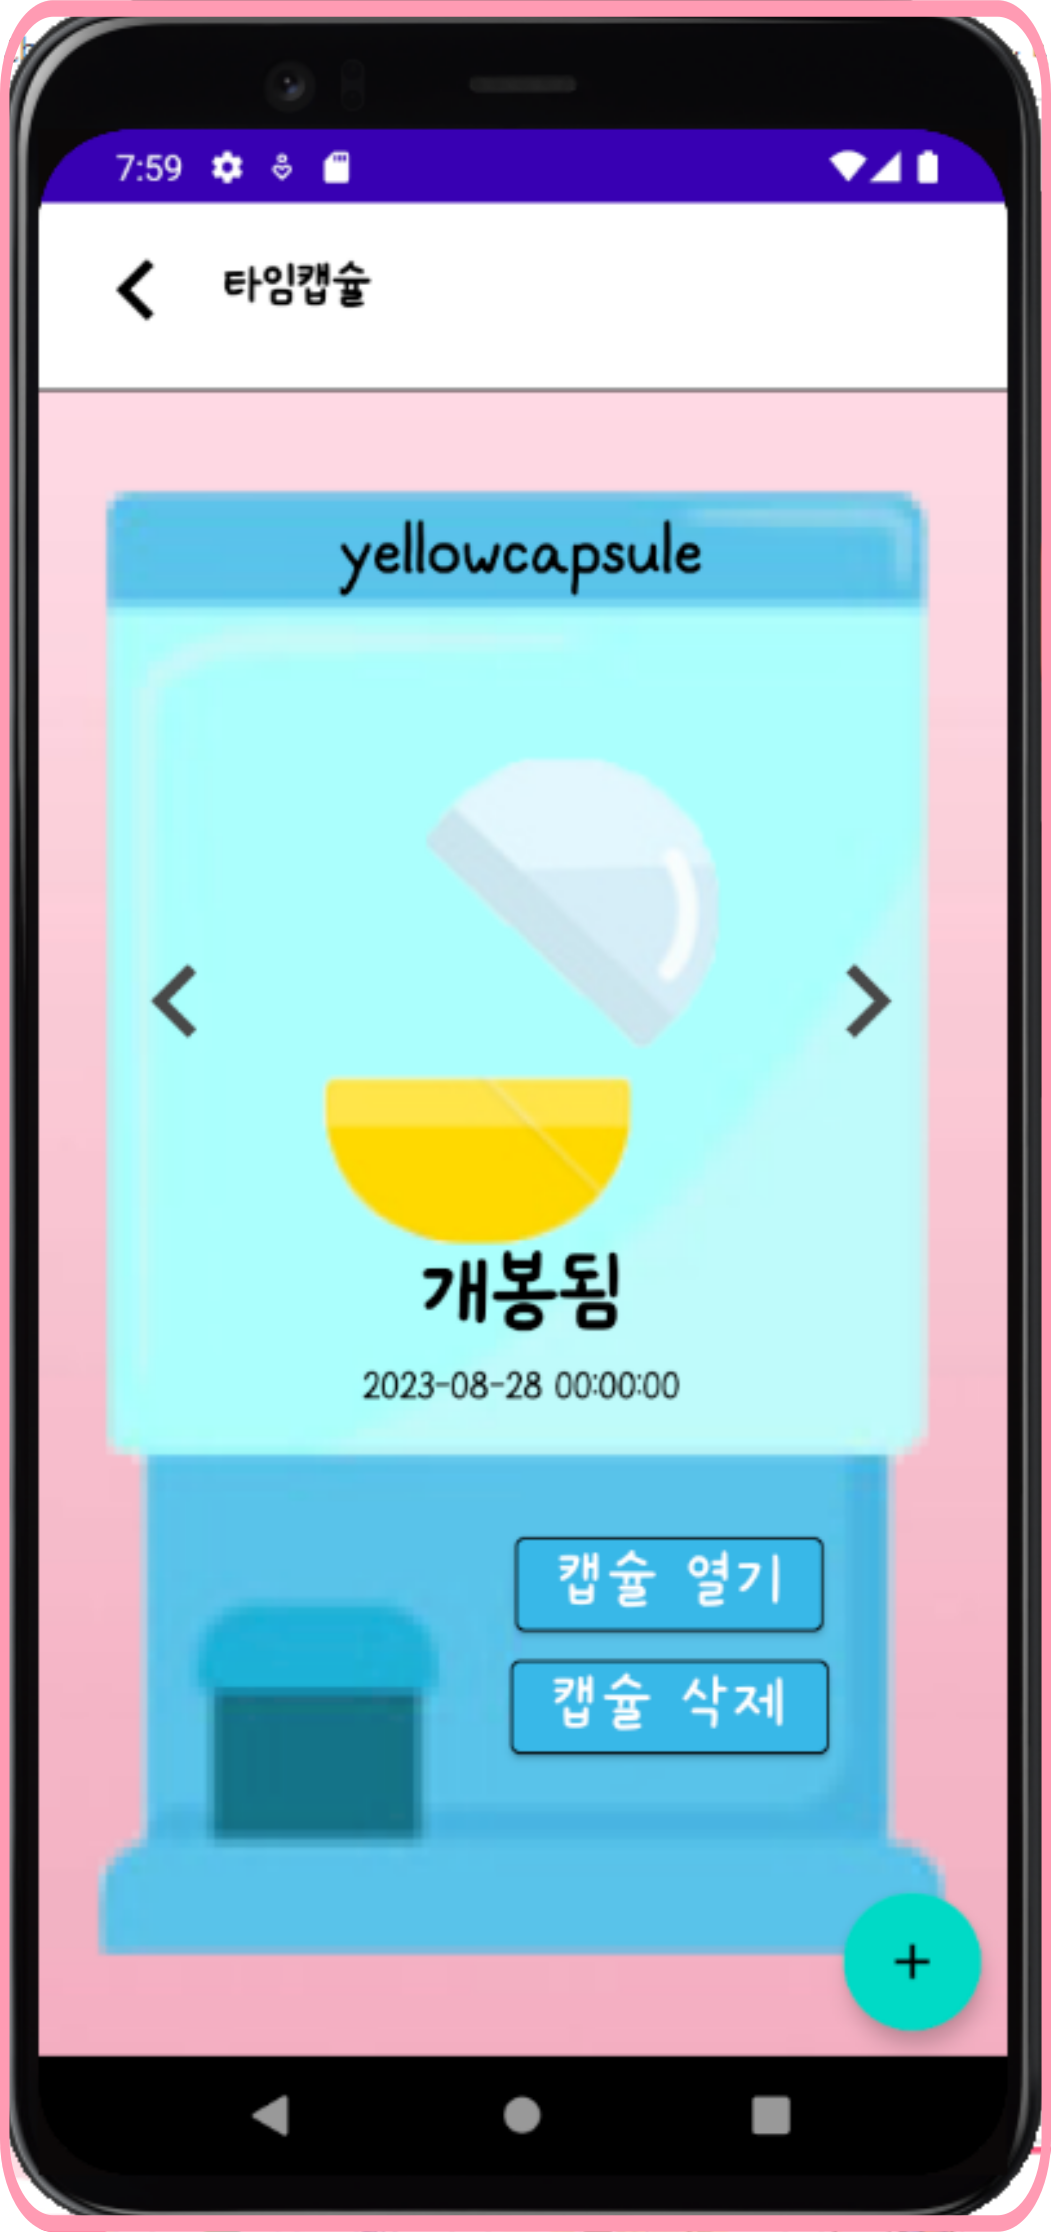 7:59
타임캡슐
yellowcapsule
개봉됨
2023-08-28 00:00:00
캡슐 열기
캡슐 삭제
+